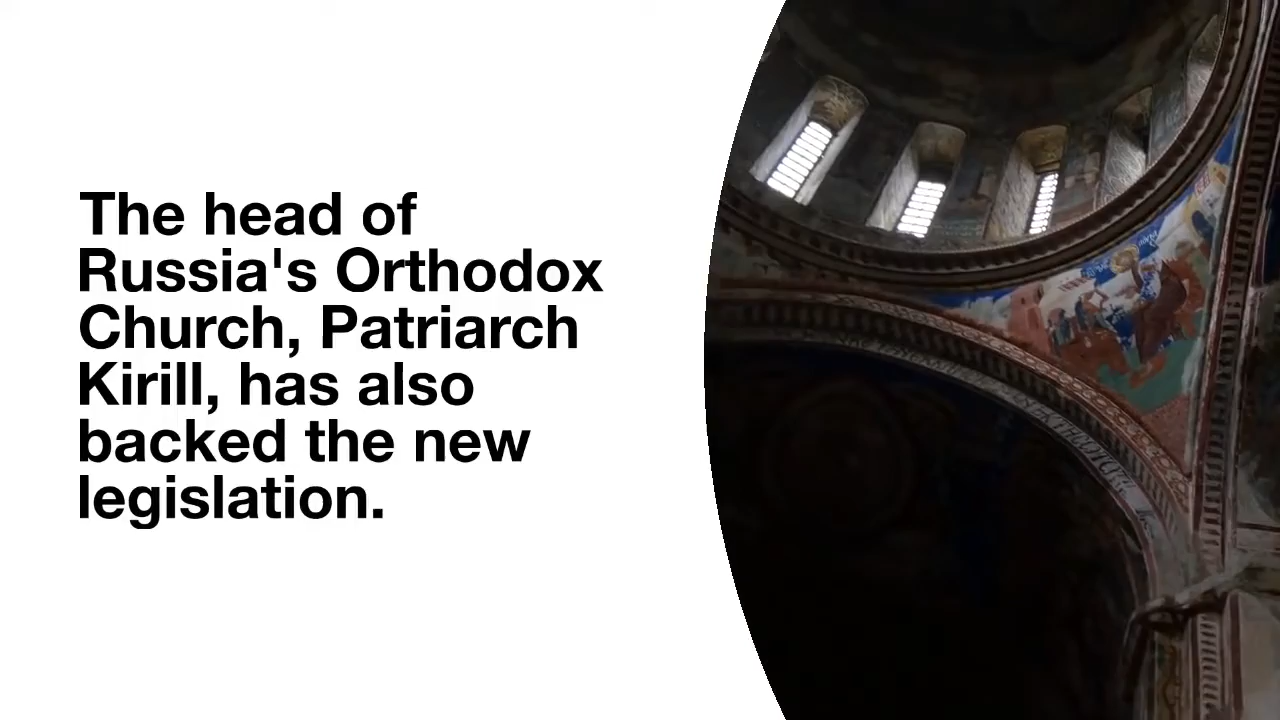 The head of
Russia's Orthodox
Church, Patriarch
Kirill, has also
backed the new
legislation.